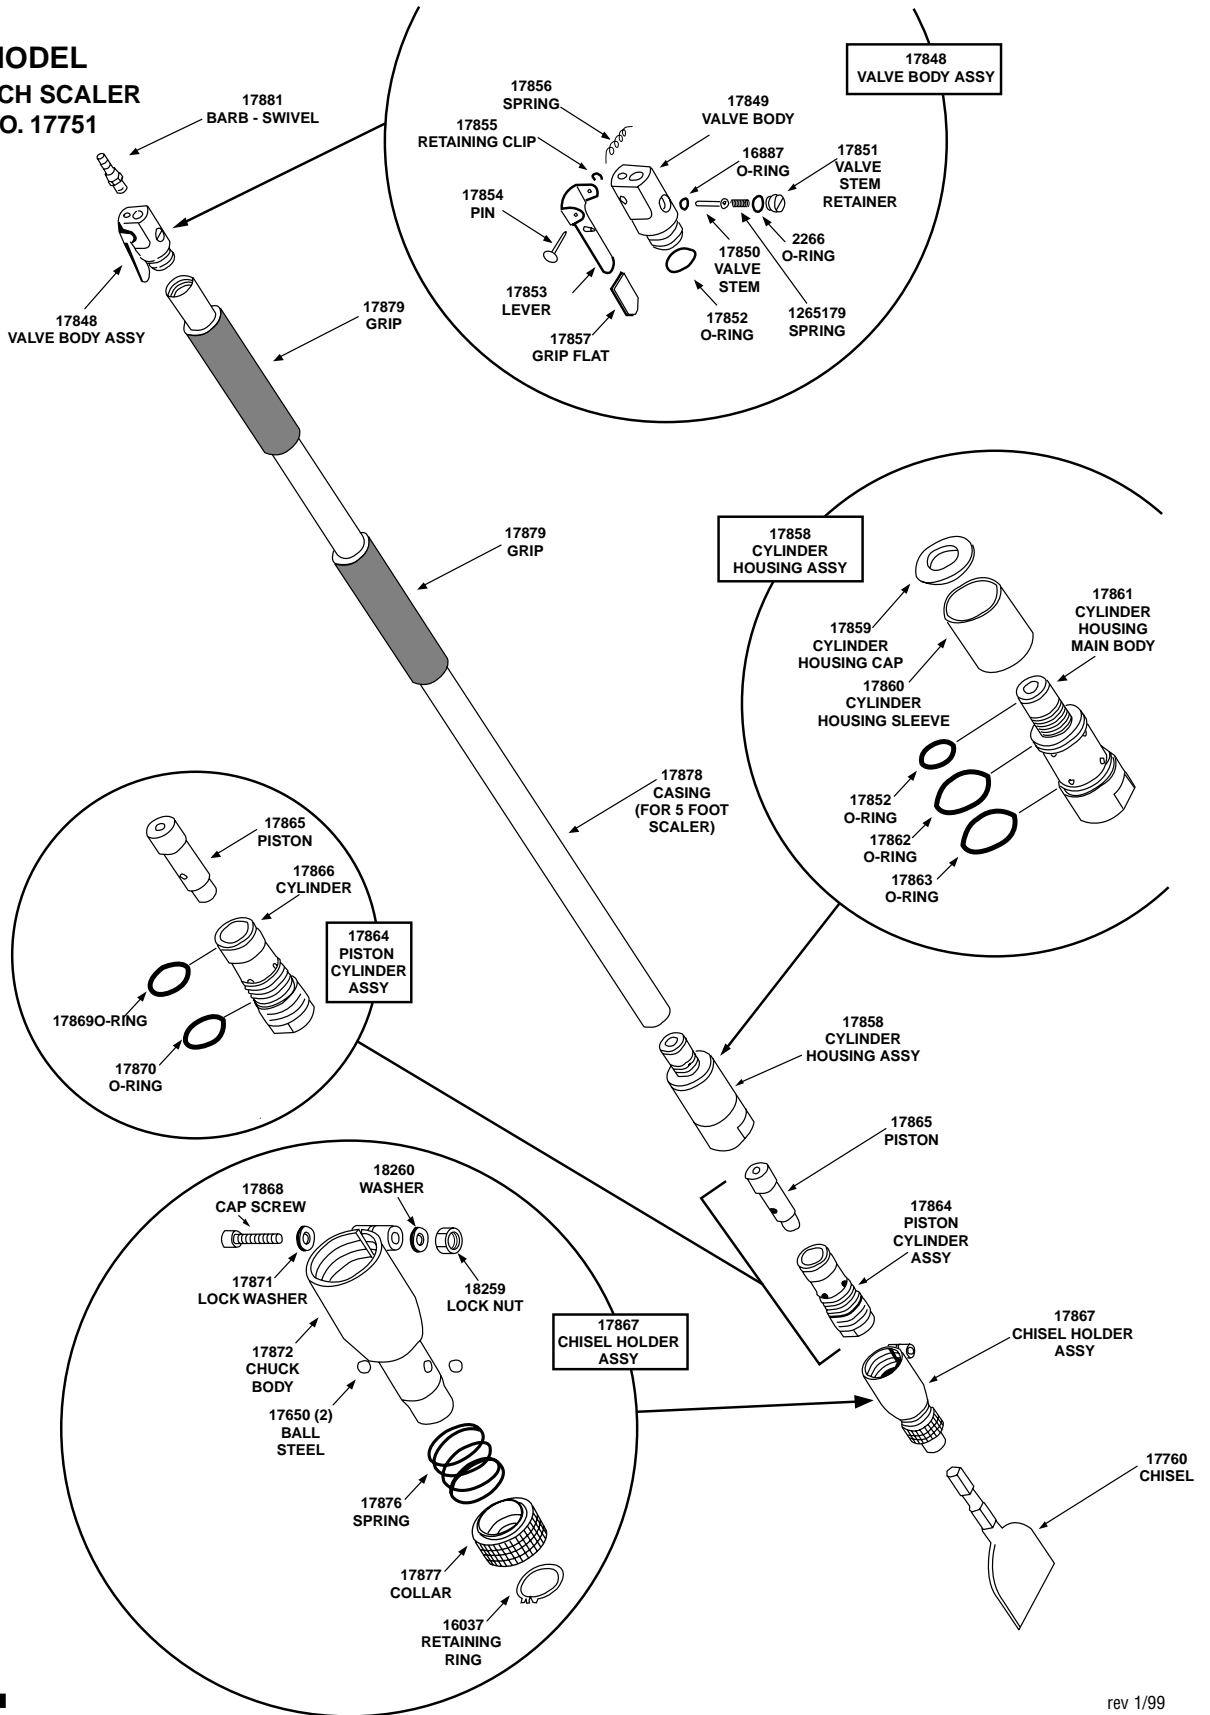 MODEL
CH SCALER
O. 17751
17881
BARB - SWIVEL
17848
VALVE BODY ASSY
17856
SPRING
17849
VALVE BODY
17855
RETAINING CLIP
16887
O-RING
17851
VALVE
STEM
RETAINER
17854
PIN
2266
O-RING
17850
VALVE
STEM
17853
LEVER
17852
O-RING
1265179
SPRING
17857
GRIP FLAT
17848
VALVE BODY ASSY
17879
GRIP
17879
GRIP
17858
CYLINDER
HOUSING ASSY
17861
CYLINDER
HOUSING
MAIN BODY
17859
CYLINDER
HOUSING CAP
17860
CYLINDER
HOUSING SLEEVE
17852
O-RING
17862
O-RING
17863
O-RING
17878
CASING
(FOR 5 FOOT
SCALER)
17865
PISTON
17866
CYLINDER
17864
PISTON
CYLINDER
ASSY
17869O-RING
17870
O-RING
17858
CYLINDER
HOUSING ASSY
17865
PISTON
17864
PISTON
CYLINDER
ASSY
17868
CAP SCREW
18260
WASHER
17871
LOCK WASHER
18259
LOCK NUT
17867
CHISEL HOLDER
ASSY
17867
CHISEL HOLDER
ASSY
17872
CHUCK
BODY
17650 (2)
BALL
STEEL
17876
SPRING
17877
COLLAR
16037
RETAINING
RING
17760
CHISEL
rev 1/99